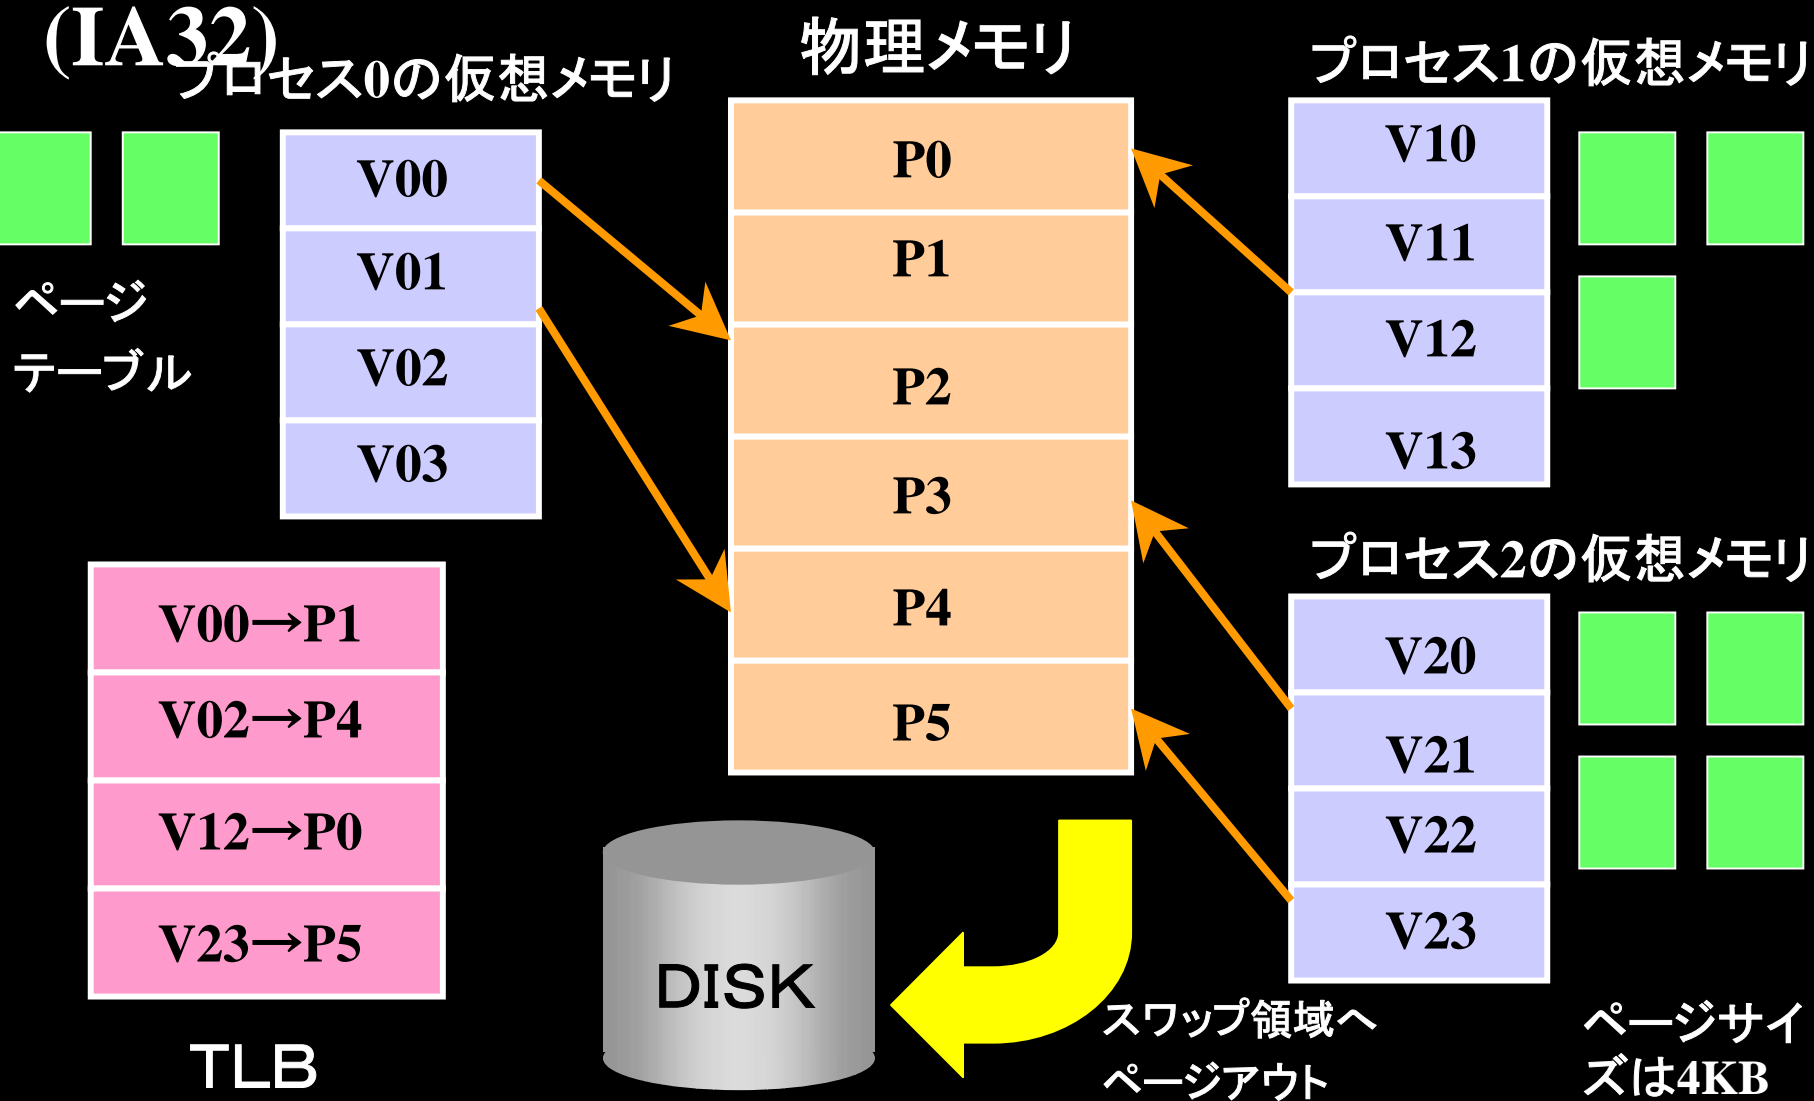 (IA32)
プロセス0の仮想メモリ
物理メモリ
プロセス1の仮想メモリ
V00
V01
V02
V03
ページ
テーブル
P0
P1
P2
P3
P4
P5
V10
V11
V12
V13
プロセス2の仮想メモリ
V20
V21
V22
V23
V00→P1
V02→P4
V12→P0
V23→P5
TLB
DISK
スワップ領域へ
ページアウト
ページサイ
ズは4KB